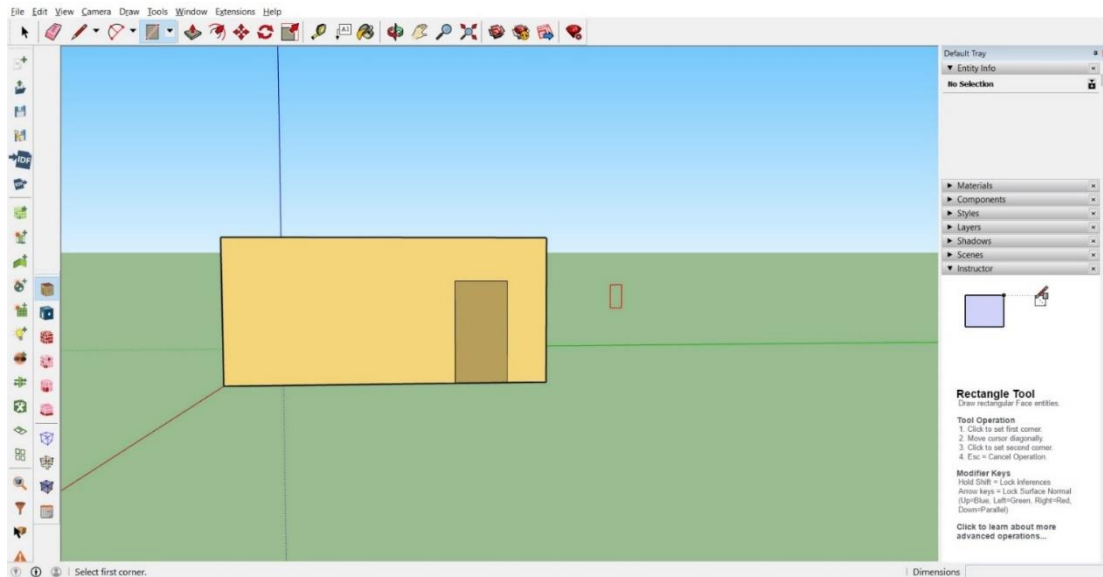 File Edit View Camera Draw Tools Window Extensions Help
A1
Default Tray
Entity Info
No Selection
IDF
Materials
Components
Styles
Layers
Shadows
Scenes
Instructor
Rectangle Tool
Draw rectangular Face entities.
Tool Operation
1. Click to set first corner.
2. Move cursor diagonally.
3. Click to set second corner.
4. Esc = Cancel Operation.
Modifier Keys
Hold Shift = Lock inferences
Arrow keys = Lock Surface Normal
(Up=Blue, Left=Green, Right=Red,
Down=Parallel)
Click to learn about more
advanced operations...
Select first corner.
Dimensions